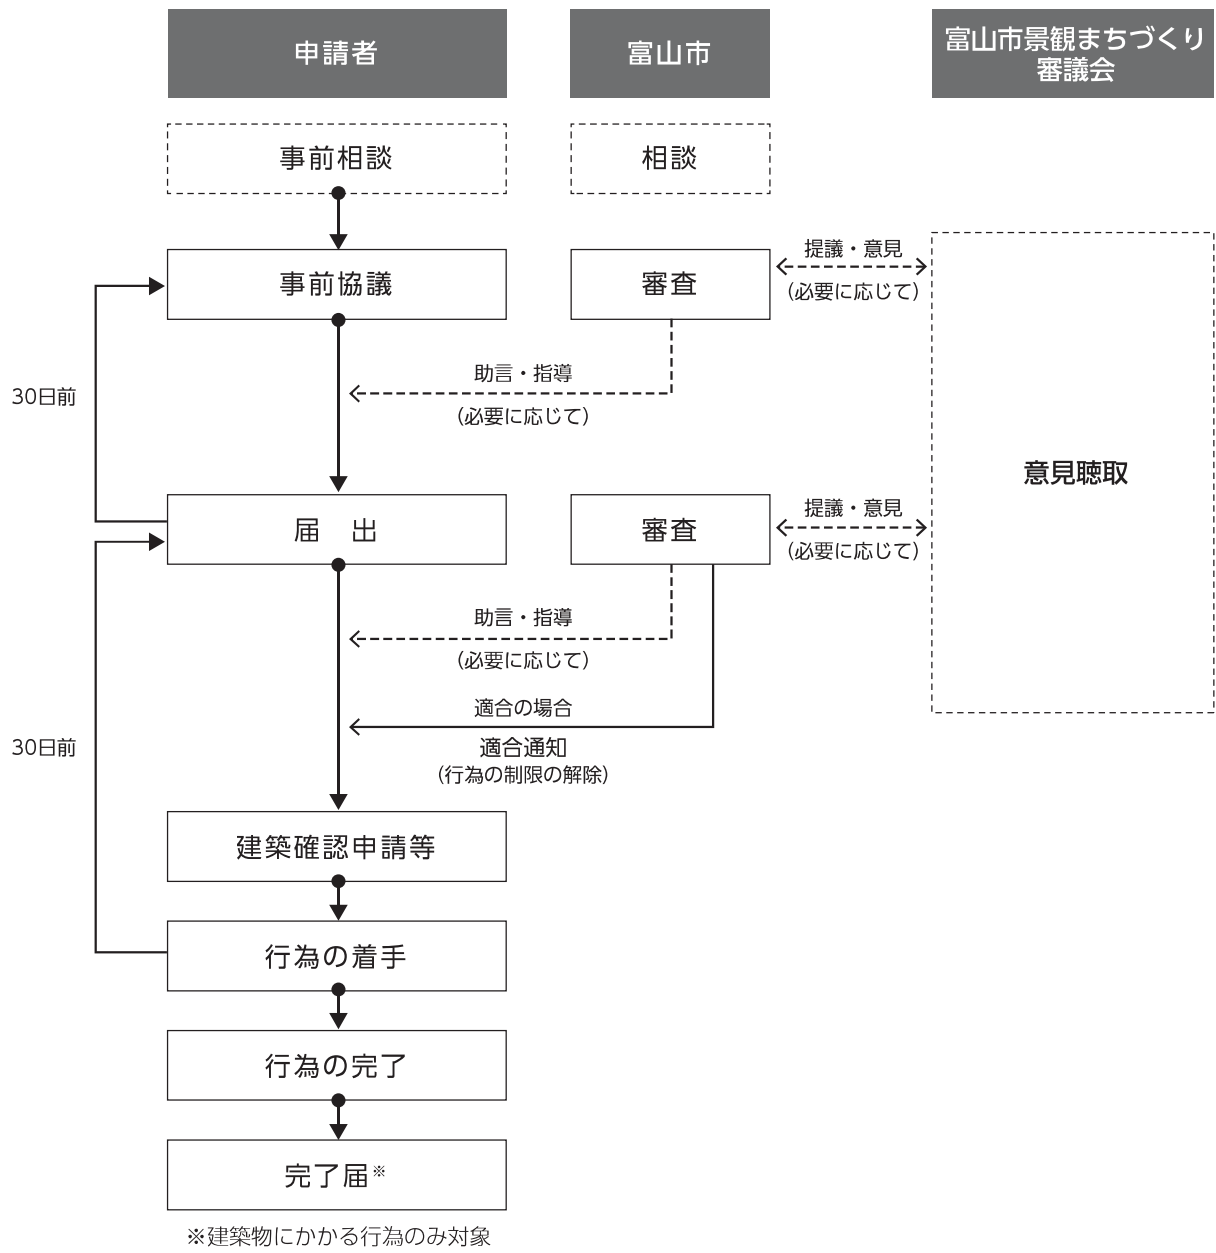 申請者
富山市
富山市景観まちづくり
審議会
事前相談
相談
事前協議
審査
提議・意見
(必要に応じて)
30日前
助言・指導
(必要に応じて)
意見聴取
届　出
審査
提議・意見
(必要に応じて)
助言・指導
(必要に応じて)
適合の場合
適合通知
(行為の制限の解除)
30日前
建築確認申請等
行為の着手
行為の完了
完了届※
※建築物にかかる行為のみ対象